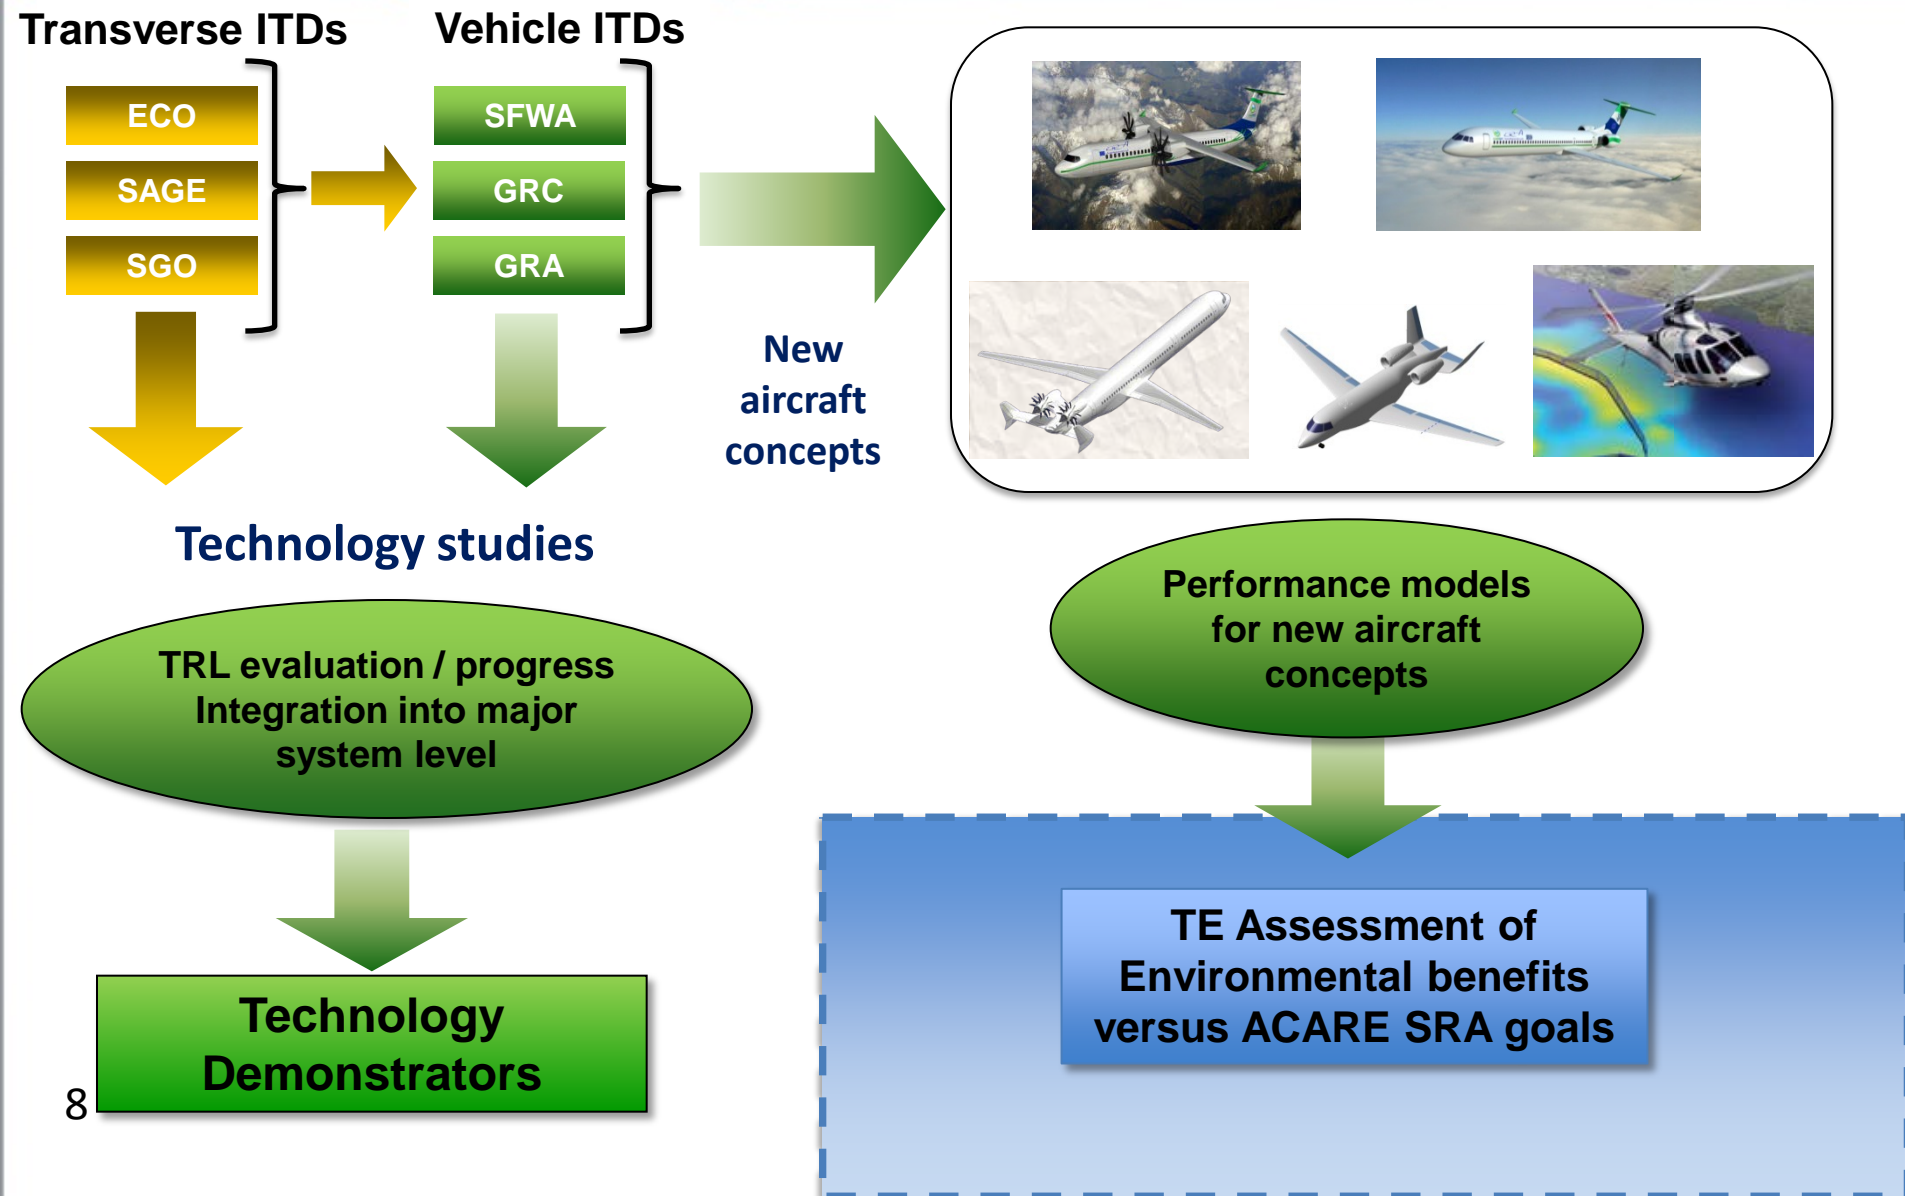 Transverse ITDs
Vehicle ITDs
ECO
SAGE
SGO
SFWA
GRC
GRA
New
aircraft
concepts
Technology studies
TRL evaluation / progress
Integration into major
system level
Technology
Demonstrators
Performance models
for new aircraft
concepts
TE Assessment of
Environmental benefits
versus ACARE SRA goals
8